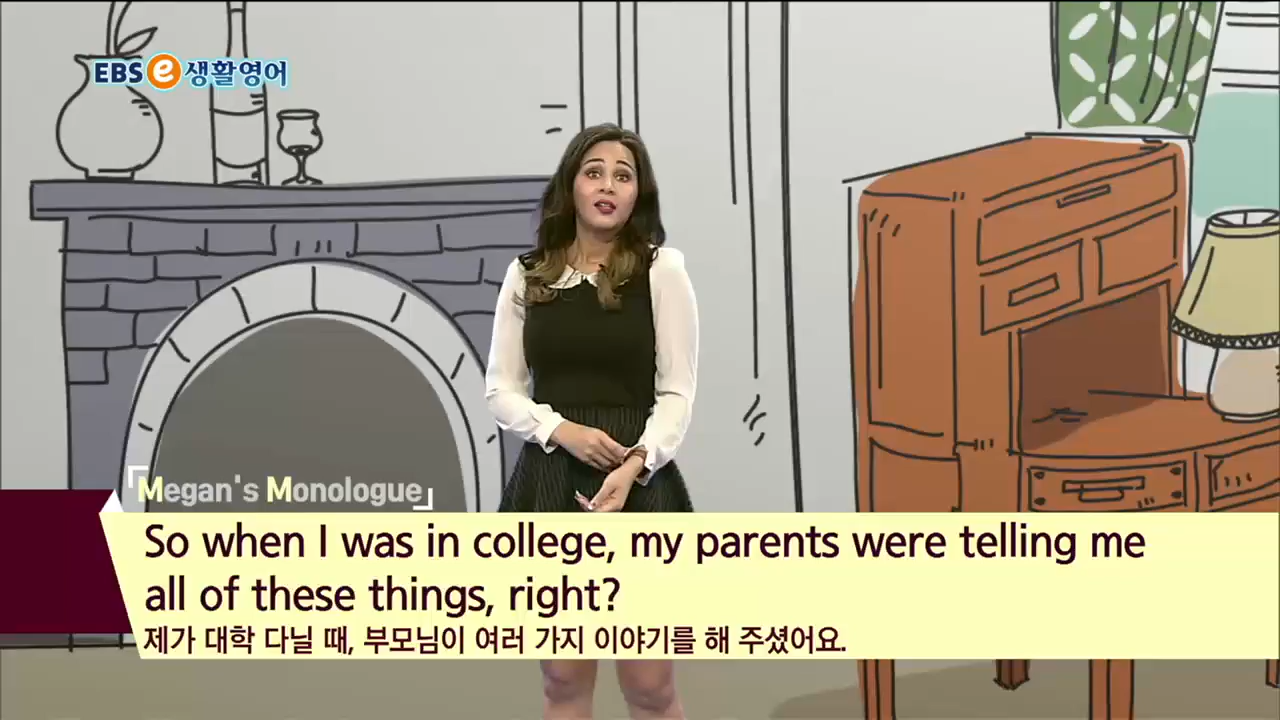 EBS e 생활영어
Megan's Monologue
So when I was in college, my parents were telling me
all of these things, right?
제가 대학 다닐 때, 부모님이 여러 가지 이야기를 해 주셨어요.